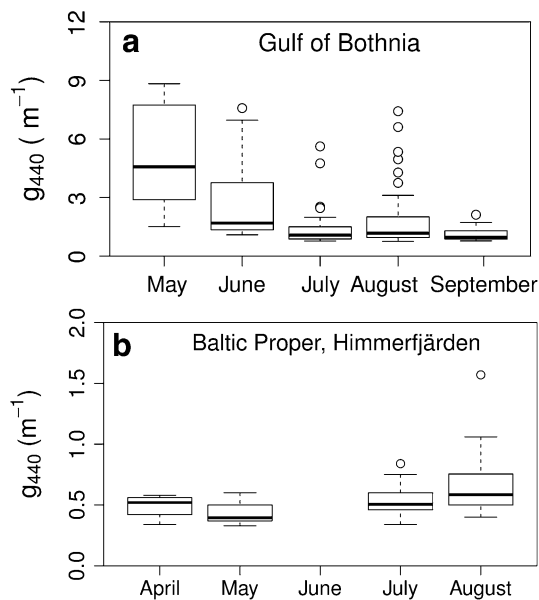 a Gulf of Bothnia
12
9
6
3
0
g440 ( m−1)
May June July August September
b Baltic Proper, Himmerfjärden
2.0
1.5
1.0
0.5
0.0
g440 (m−1)
April May June July August